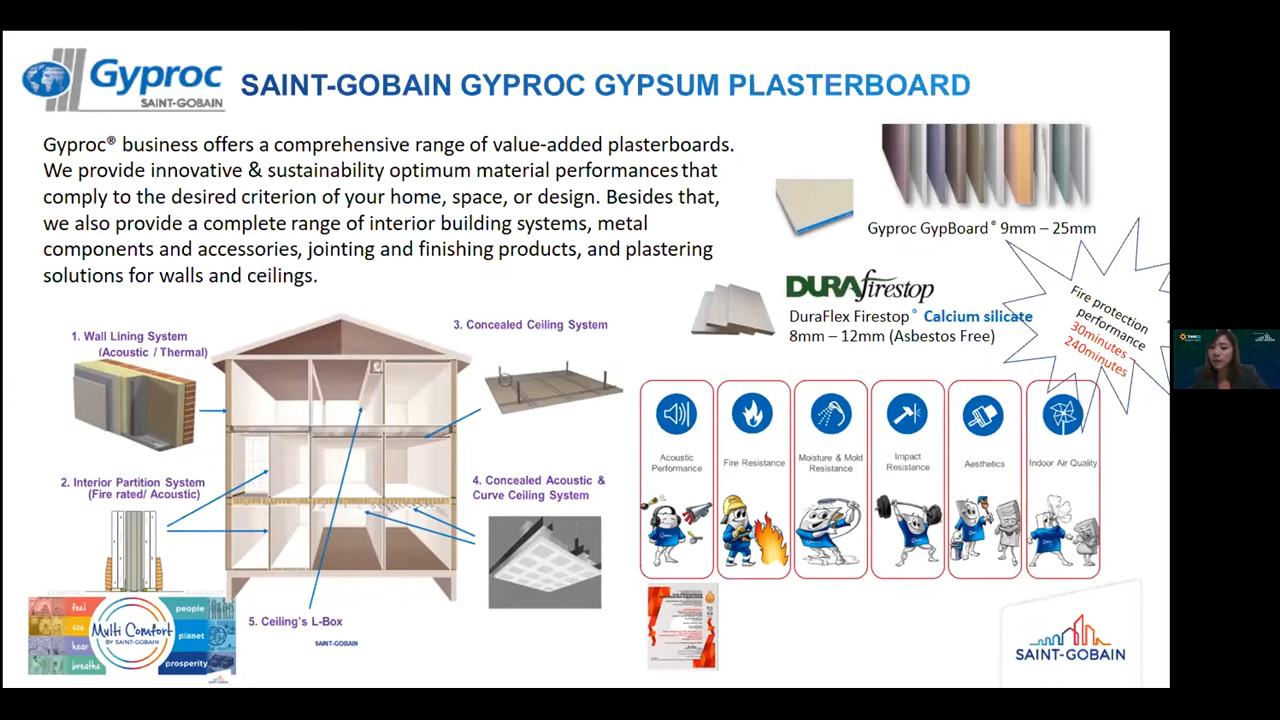 Gyproc
SAINT-GOBAIN
SAINT-GOBAIN GYPROC GYPSUM PLASTERBOARD
Gyproc® business offers a comprehensive range of value-added plasterboards.
We provide innovative & sustainability optimum material performances that
comply to the desired criterion of your home, space, or design. Besides that,
we also provide a complete range of interior building systems, metal
components and accessories, jointing and finishing products, and plastering
solutions for walls and ceilings.
Gyproc GypBoard® 9mm – 25mm
DURAfirestop
DuraFlex Firestop® Calcium silicate
8mm – 12mm (Asbestos Free)
Fire protection
performance
30minutes –
240minutes
1. Wall Lining System
(Acoustic / Thermal)
2. Interior Partition System
(Fire rated/ Acoustic)
3. Concealed Ceiling System
4. Concealed Acoustic &
Curve Ceiling System
5. Ceiling's L-Box
SAINT-GOBAIN
Acoustic
Performance
Fire Resistance
Moisture & Mold
Resistance
Impact
Resistance
Aesthetics
Indoor Air Quality
feel
see
hear
breathe
Multi Comfort
BY SAINT-GOBAIN
people
planet
prosperity
SAINT-GOBAIN